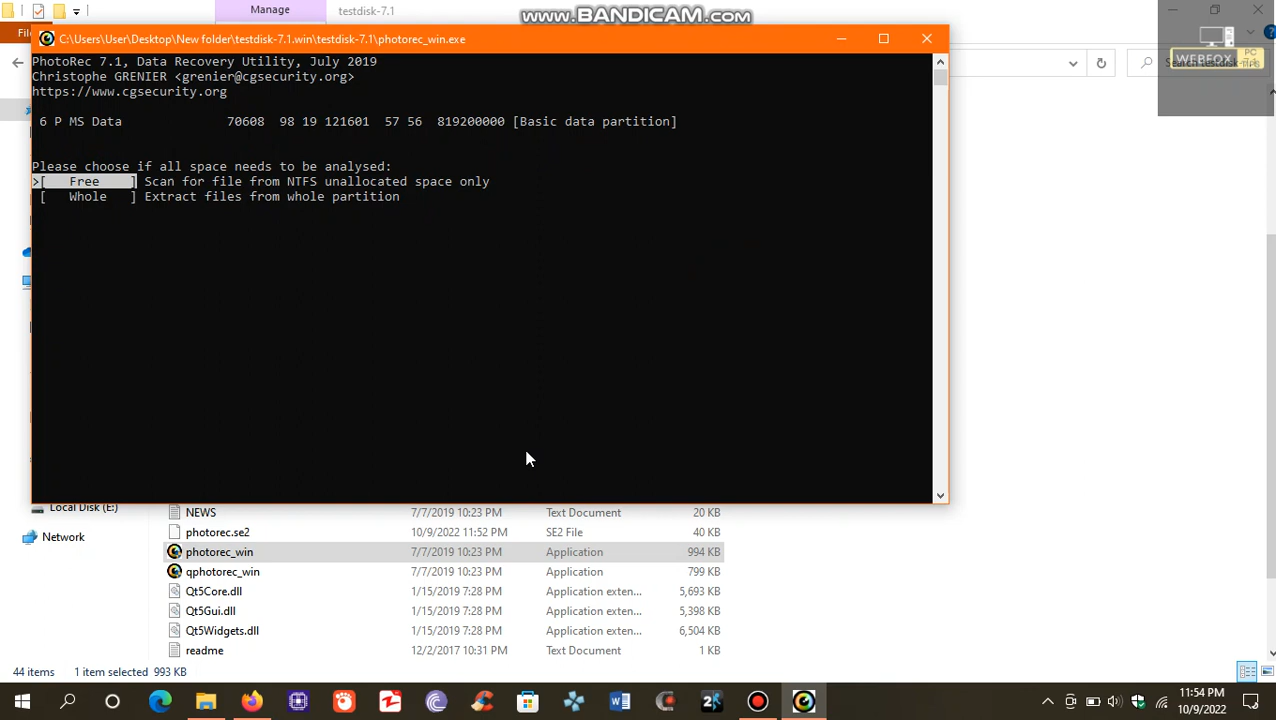 Manage
testdisk-7.1
www.BANDICAM.com
C:\Users\User\Desktop\New folder\testdisk-7.1.win\testdisk-7.1\photorec_win.exe
PC
WEBFOX
PhotoRec 7.1, Data Recovery Utility, July 2019
Christophe GRENIER <grenier@cgsecurity.org>
https://www.cgsecurity.org
6 P MS Data 70608 98 19 121601 57 56 819200000 [Basic data partition]
Please choose if all space needs to be analysed:
>[ Free ] Scan for file from NTFS unallocated space only
[ Whole ] Extract files from whole partition
Local Disk (E:)
Network
NEWS 7/7/2019 10:23 PM Text Document 20 KB
photorec.se2 10/9/2022 11:52 PM SE2 File 40 KB
photorec_win 7/7/2019 10:23 PM Application 994 KB
qphotorec_win 7/7/2019 10:23 PM Application 799 KB
Qt5Core.dll 1/15/2019 7:28 PM Application exten... 5,693 KB
Qt5Gui.dll 1/15/2019 7:28 PM Application exten... 5,398 KB
Qt5Widgets.dll 1/15/2019 7:28 PM Application exten... 6,504 KB
readme 12/2/2017 10:31 PM Text Document 1 KB
44 items 1 item selected 993 KB
11:54 PM
10/9/2022